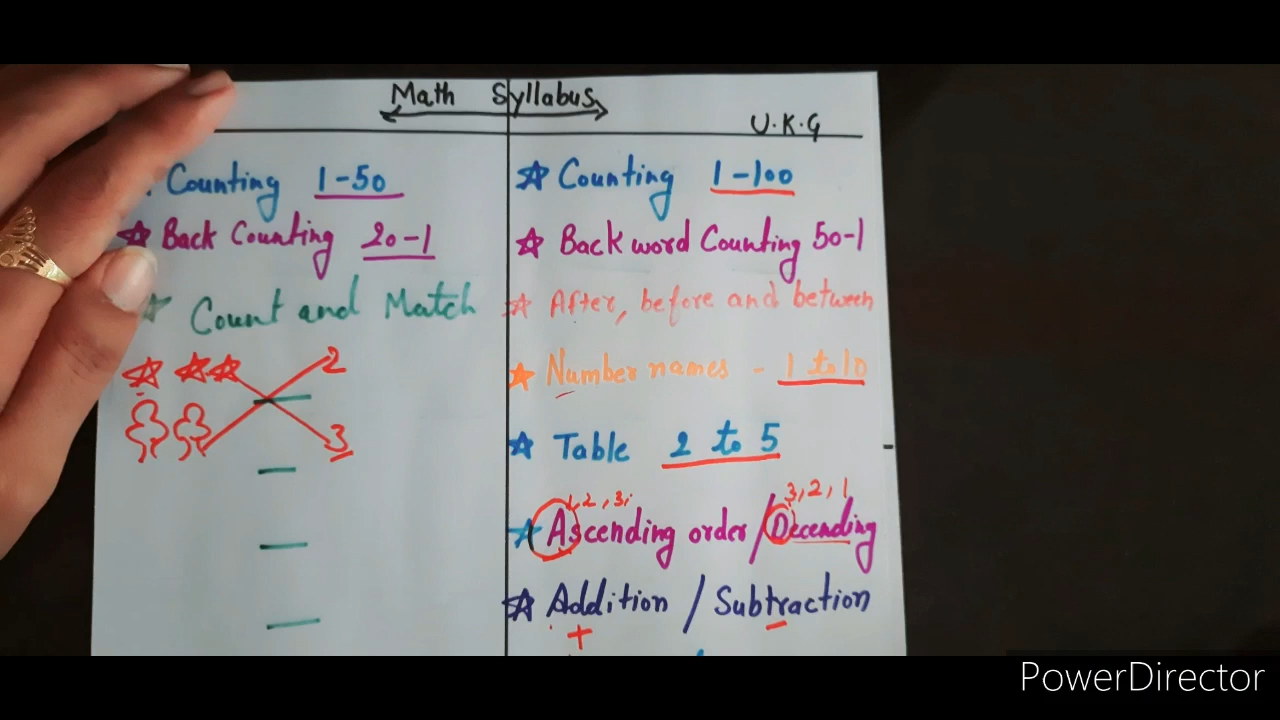 Math Syllabus
U.K.G
Counting 1-50
Back Counting 20-1
Count and Match
2
3
Counting 1-100
Back word Counting 50-1
After, before and between
Number names - 1 to 10
Table 2 to 5
1, 2, 3, 3, 2, 1
Ascending order / Decending
Addition / Subtraction
+ -
PowerDirector